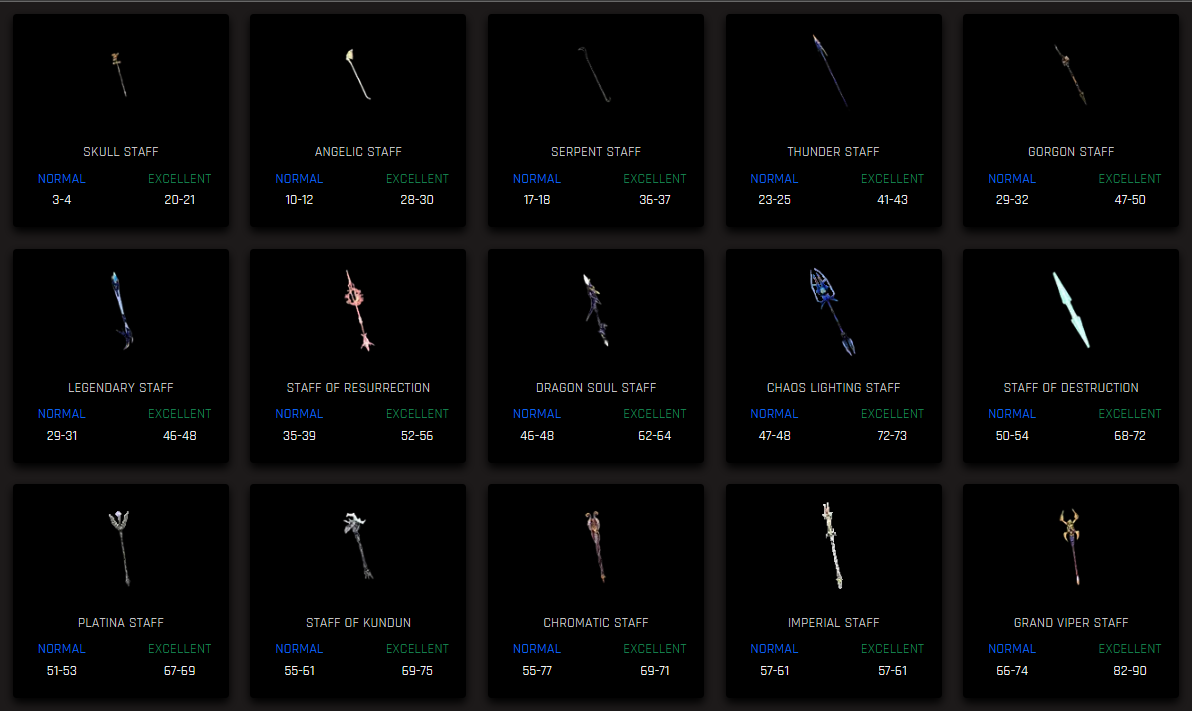 SKULL STAFF
NORMAL EXCELLENT
3-4 20-21
ANGELIC STAFF
NORMAL EXCELLENT
10-12 28-30
SERPENT STAFF
NORMAL EXCELLENT
17-18 36-37
THUNDER STAFF
NORMAL EXCELLENT
23-25 41-43
GORGON STAFF
NORMAL EXCELLENT
29-32 47-50
LEGENDARY STAFF
NORMAL EXCELLENT
29-31 46-48
STAFF OF RESURRECTION
NORMAL EXCELLENT
35-39 52-56
DRAGON SOUL STAFF
NORMAL EXCELLENT
46-48 62-64
CHAOS LIGHTING STAFF
NORMAL EXCELLENT
47-48 72-73
STAFF OF DESTRUCTION
NORMAL EXCELLENT
50-54 68-72
PLATINA STAFF
NORMAL EXCELLENT
51-53 67-69
STAFF OF KUNDUN
NORMAL EXCELLENT
55-61 69-75
CHROMATIC STAFF
NORMAL EXCELLENT
55-77 69-71
IMPERIAL STAFF
NORMAL EXCELLENT
57-61 57-61
GRAND VIPER STAFF
NORMAL EXCELLENT
66-74 82-90